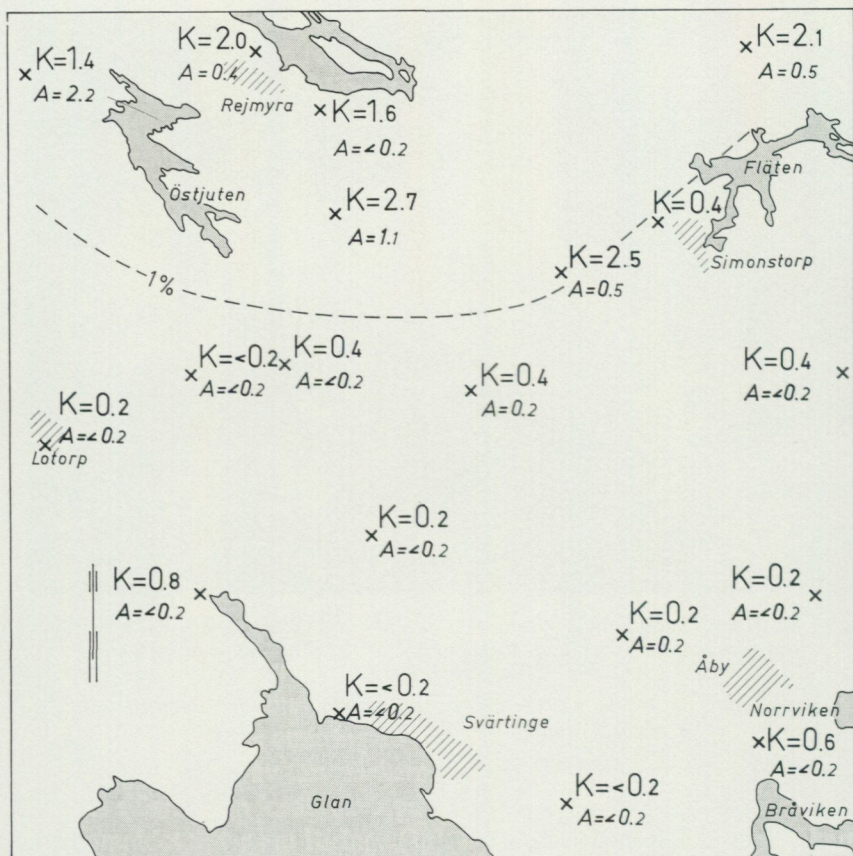 K=1.4
A=2.2
K=2.0
A=0.4
Rejmyra
K=1.6
A=<0.2
K=2.1
A=0.5
Fläten
Östjuten
K=2.7
A=1.1
K=0.4
Simonstorp
K=2.5
A=0.5
1%
K=<0.2
A=<0.2
K=0.4
A=<0.2
K=0.4
A=0.2
K=0.4
A=<0.2
K=0.2
A=<0.2
Lotorp
K=0.2
A=<0.2
K=0.8
A=<0.2
K=0.2
A=0.2
K=0.2
A=<0.2
Åby
Norrviken
K=<0.2
A=<0.2
Svärtinge
K=0.6
A=<0.2
Glan
K=<0.2
A=<0.2
Bråviken